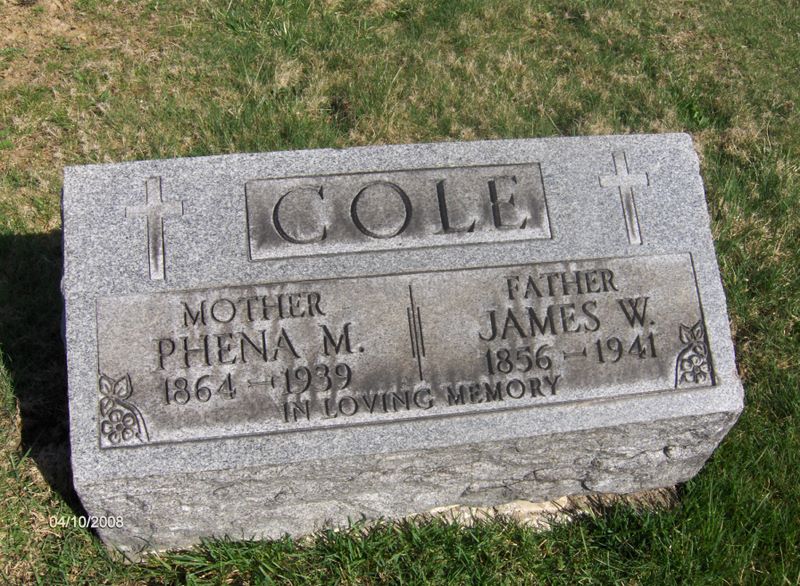 COLE
MOTHER
PHENA M.
1864 – 1939
FATHER
JAMES W.
1856 – 1941
IN LOVING MEMORY
04/10/2008